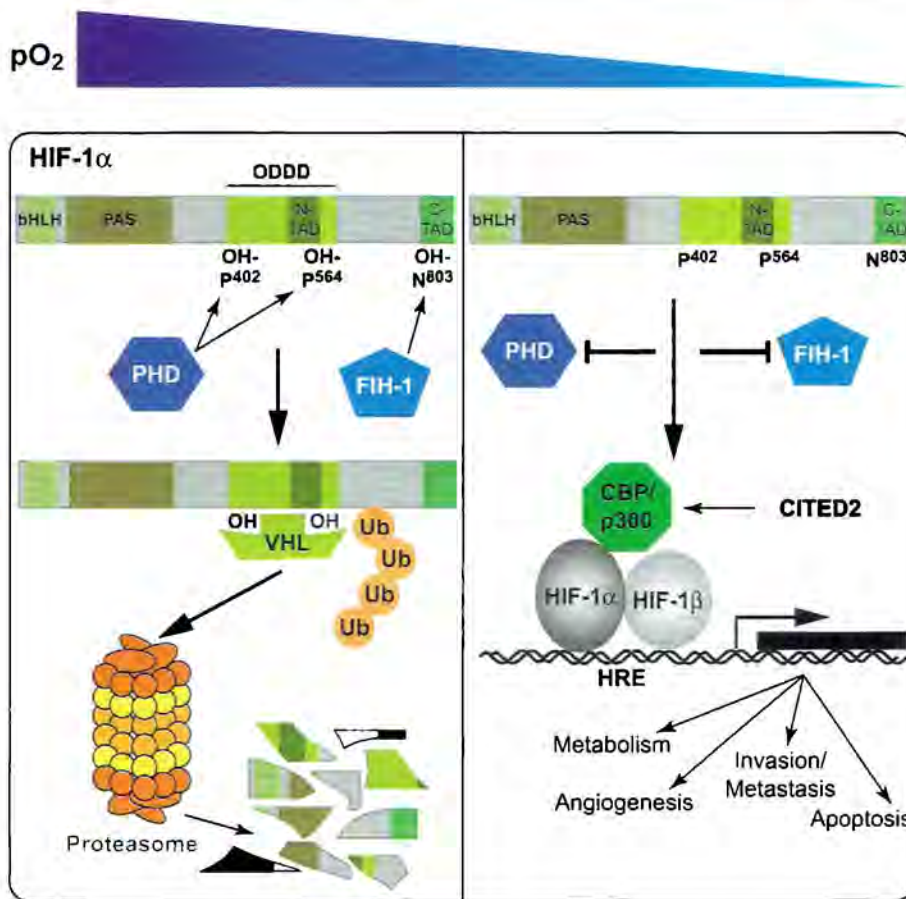 pO₂
HIF-1α
ODDD
bHLH PAS N-TAD C-TAD
OH-P⁴⁰² OH-P⁵⁶⁴ OH-N⁸⁰³
PHD
FIH-1
OH OH
VHL
Ub
Ub
Ub
Ub
Proteasome
bHLH PAS N-TAD C-TAD
P⁴⁰² P⁵⁶⁴ N⁸⁰³
PHD
FIH-1
CBP/
p300
CITED2
HIF-1α HIF-1β
HRE
Metabolism
Angiogenesis
Invasion/
Metastasis
Apoptosis